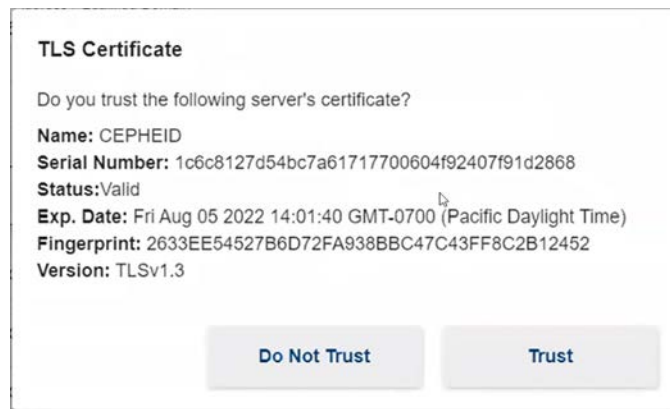 TLS Certificate
Do you trust the following server's certificate?
Name: CEPHEID
Serial Number: 1c6c8127d54bc7a61717700604f92407f91d2868
Status:Valid
Exp. Date: Fri Aug 05 2022 14:01:40 GMT-0700 (Pacific Daylight Time)
Fingerprint: 2633EE54527B6D72FA938BBC47C43FF8C2B12452
Version: TLSv1.3
Do Not Trust
Trust